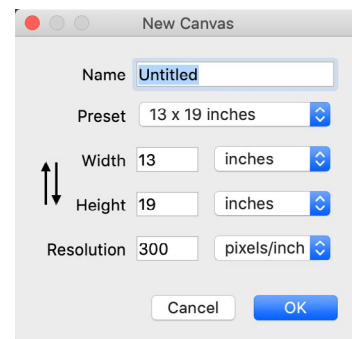 New Canvas
Name Untitled
Preset 13 x 19 inches
Width 13 inches
Height 19 inches
Resolution 300 pixels/inch
Cancel OK